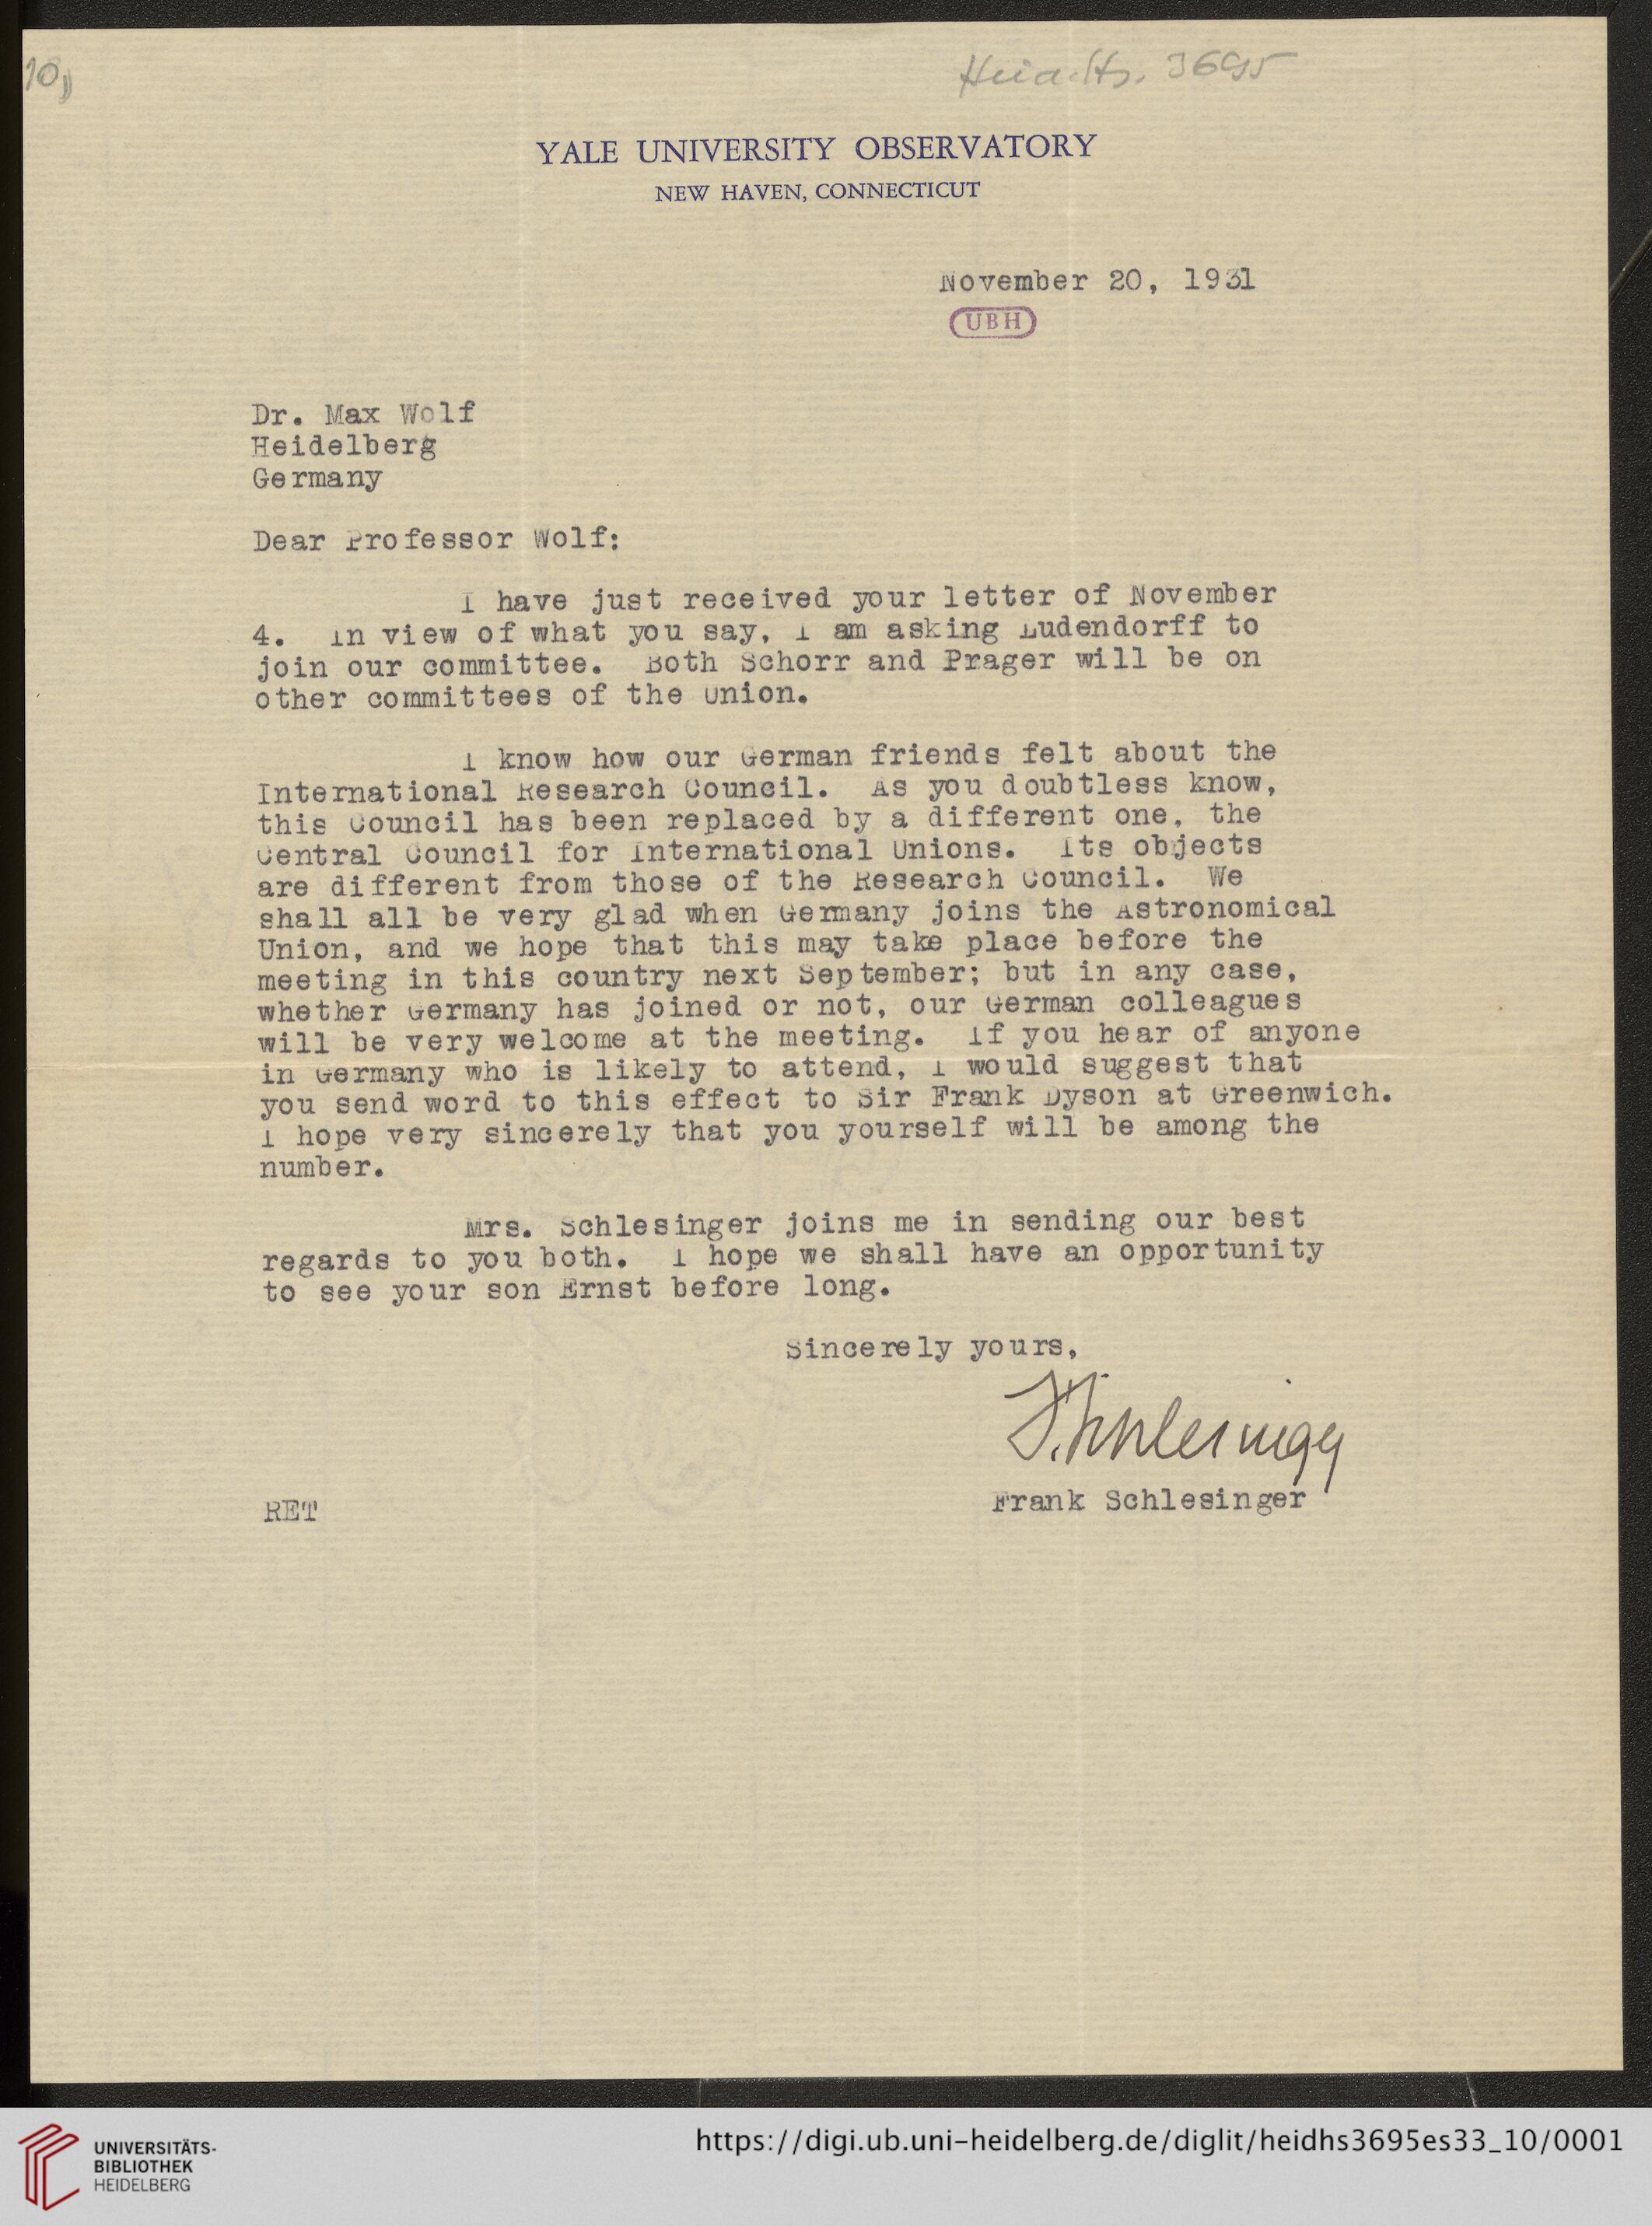 10,
Heid. Hs. 3695
YALE UNIVERSITY OBSERVATORY
NEW HAVEN, CONNECTICUT
November 20, 1931
UBH
Dr. Max Wolf
Heidelberg
Germany
Dear Professor Wolf:
I have just received your letter of November
4. In view of what you say, I am asking Ludendorff to
join our committee. Both Schorr and Prager will be on
other committees of the Union.
I know how our German friends felt about the
International Research Council. As you doubtless know,
this Council has been replaced by a different one, the
Central Council for International Unions. Its objects
are different from those of the Research Council. We
shall all be very glad when Germany joins the Astronomical
Union, and we hope that this may take place before the
meeting in this country next September; but in any case,
whether Germany has joined or not, our German colleagues
will be very welcome at the meeting. If you hear of anyone
in Germany who is likely to attend, I would suggest that
you send word to this effect to Sir Frank Dyson at Greenwich.
I hope very sincerely that you yourself will be among the
number.
Mrs. Schlesinger joins me in sending our best
regards to you both. I hope we shall have an opportunity
to see your son Ernst before long.
Sincerely yours,
F. Schlesinger
Frank Schlesinger
RET
UNIVERSITÄTS-
BIBLIOTHEK
HEIDELBERG
https://digi.ub.uni-heidelberg.de/diglit/heidhs3695es33_10/0001